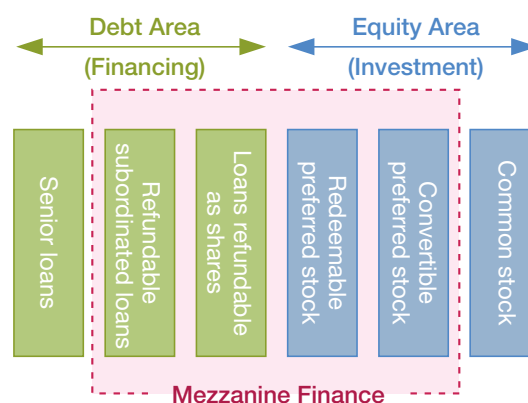 Debt Area
(Financing)
Equity Area
(Investment)
Senior loans
Refundable
subordinated loans
Loans refundable
as shares
Redeemable
preferred stock
Convertible
preferred stock
Common stock
Mezzanine Finance